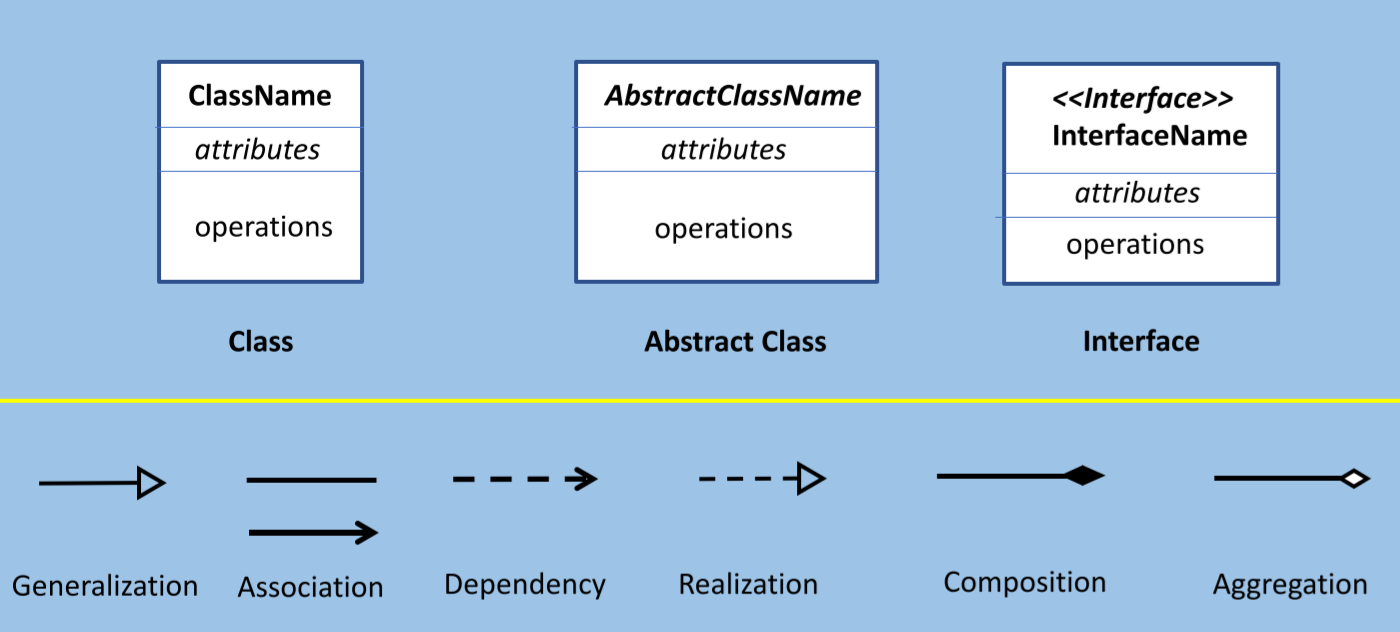 ClassName
attributes
operations
AbstractClassName
attributes
operations
<<Interface>>
InterfaceName
attributes
operations
Class
Abstract Class
Interface
Generalization
Association
Dependency
Realization
Composition
Aggregation